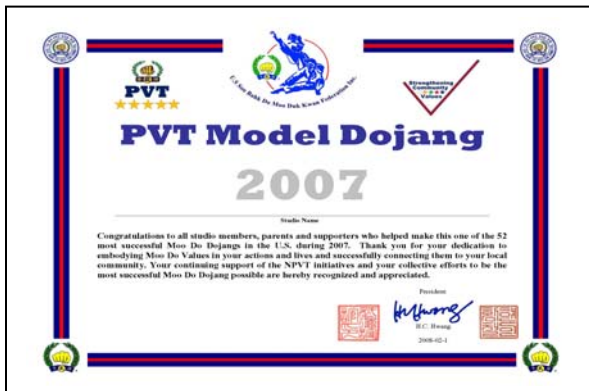 PVT
U.S Soo Bahk Do Moo Duk Kwan Federation Inc.
Strengthening
Community
Values
PVT Model Dojang
2007
Studio Name
Congratulations to all studio members, parents and supporters who helped make this one of the 52
most successful Moo Do Dojangs in the U.S. during 2007. Thank you for your dedication to
embodying Moo Do Values in your actions and lives and successfully connecting them to your local
community. Your continuing support of the NPVT initiatives and your collective efforts to be the
most successful Moo Do Dojang possible are hereby recognized and appreciated.
President
H.C. Hwang
2008-02-1